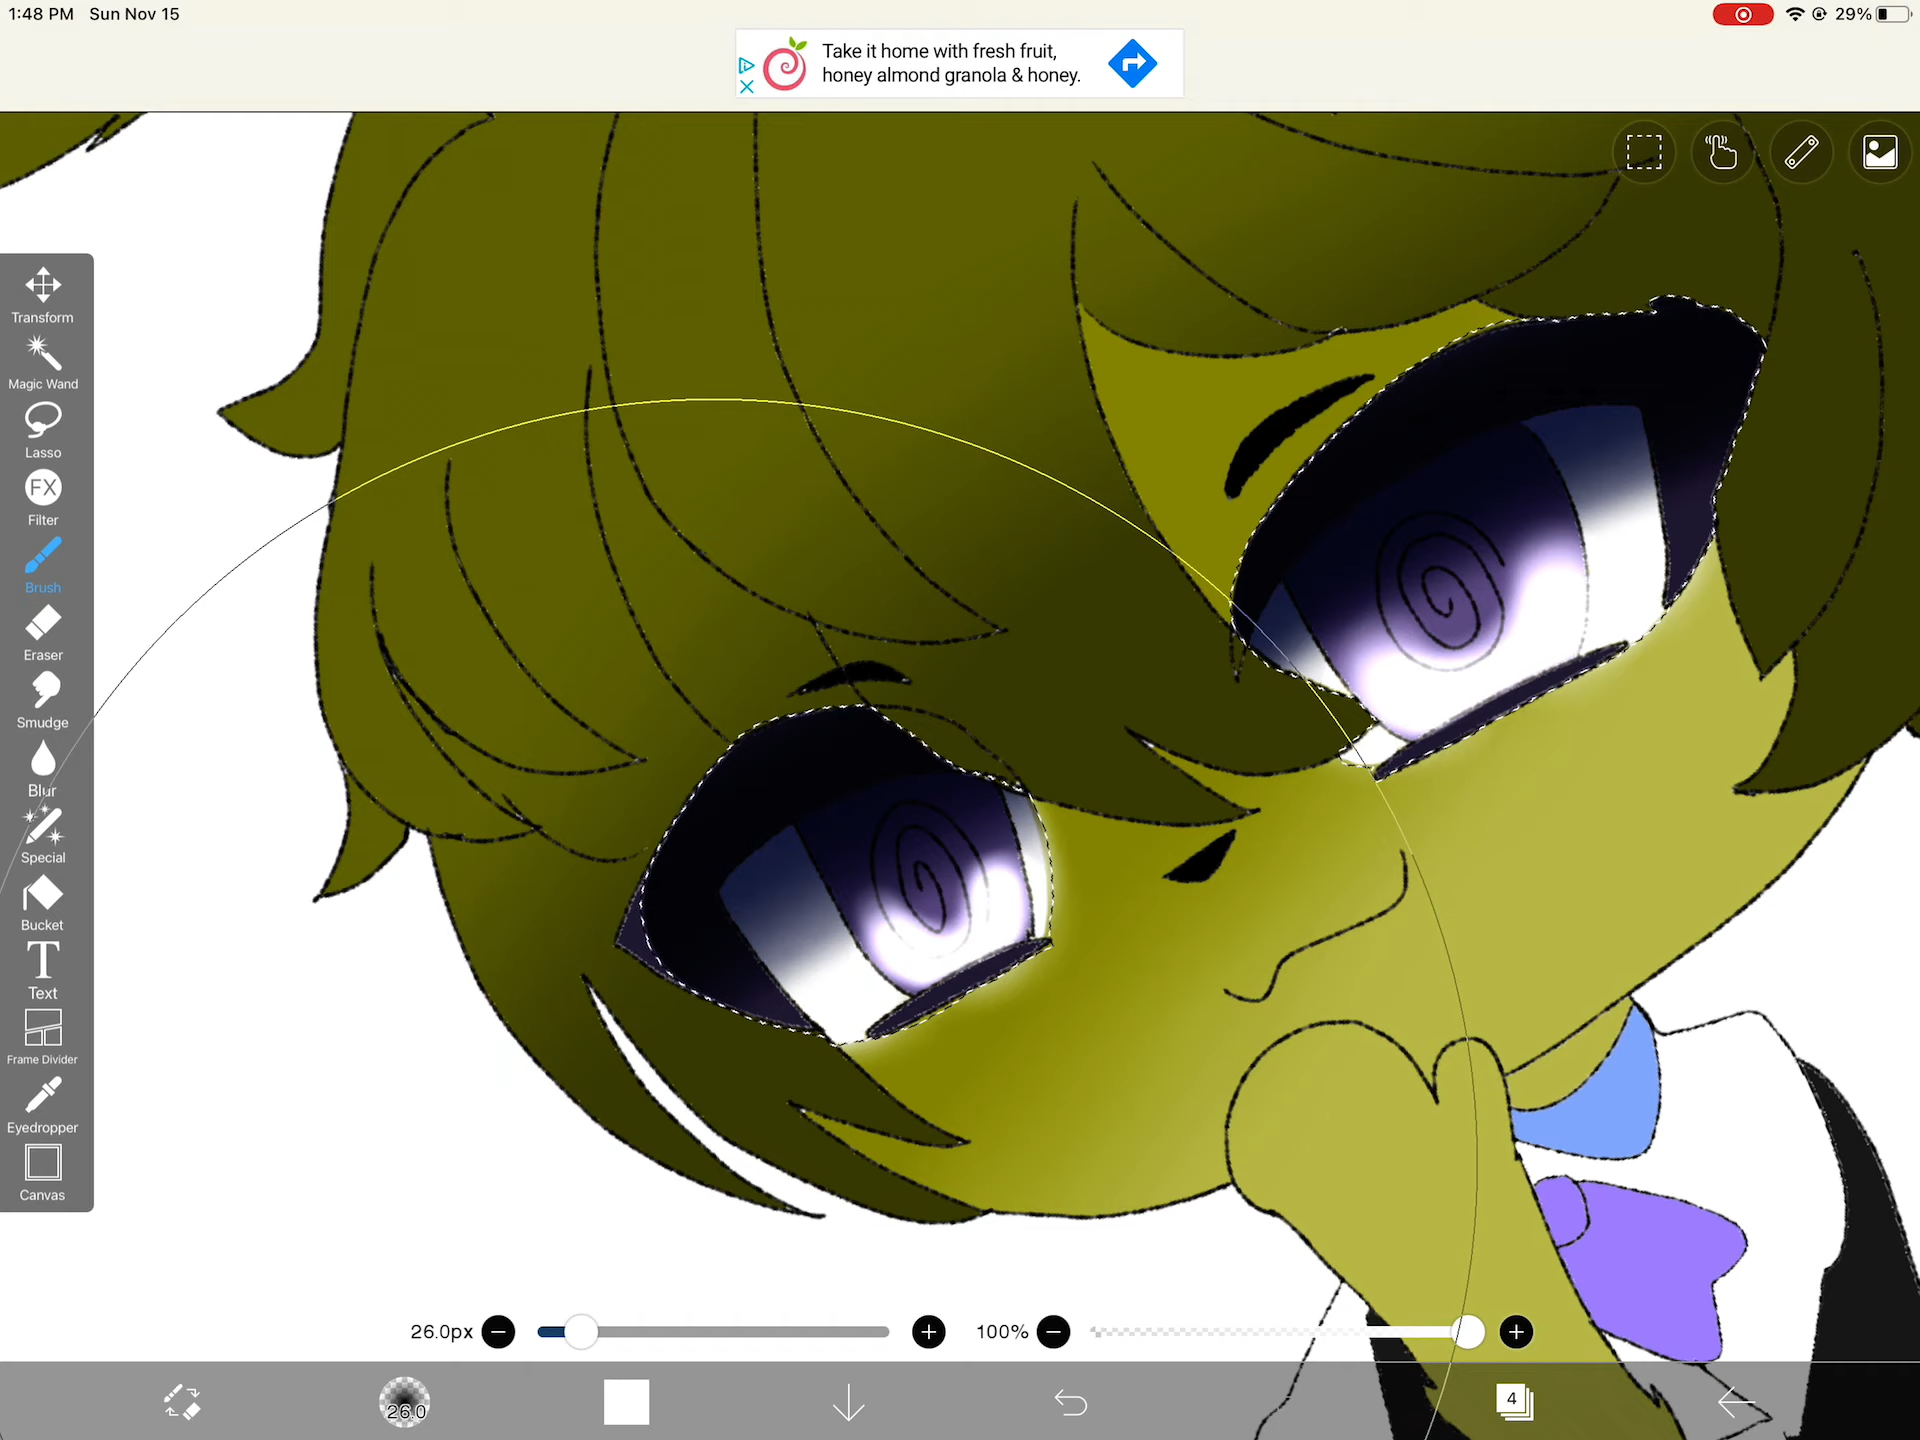 1:48 PM Sun Nov 15
29%
Take it home with fresh fruit,
honey almond granola & honey.
Transform
Magic Wand
Lasso
FX
Filter
Brush
Eraser
Smudge
Blur
Special
Bucket
T
Text
Frame Divider
Eyedropper
Canvas
26.0px
100%
26.0
4